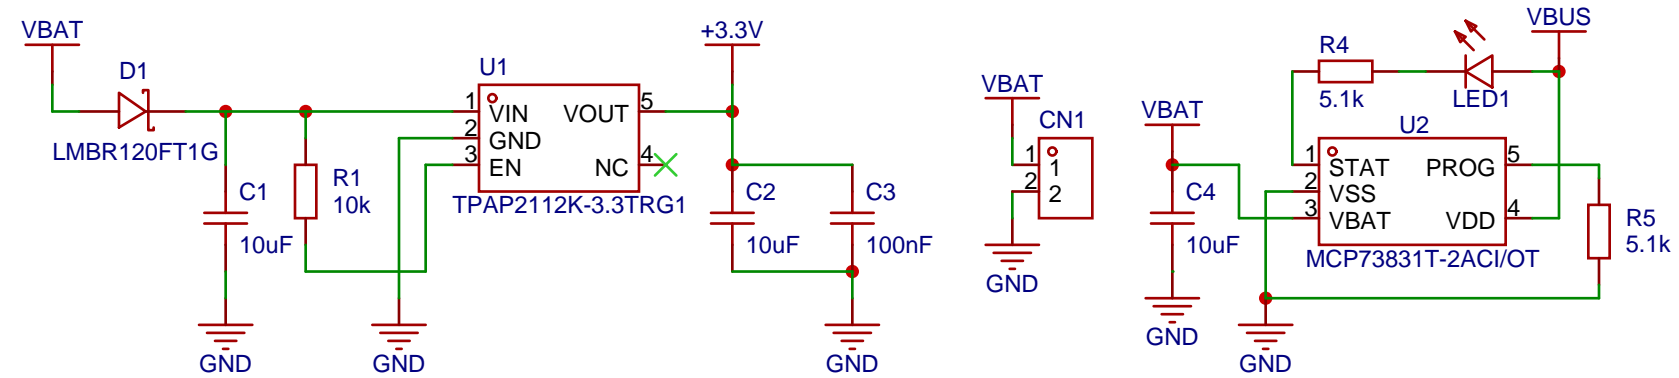 VBAT
D1
LMBR120FT1G
C1
10uF
GND
R1
10k
GND
U1
1
VIN
2
GND
3
EN
VOUT
5
NC
4
TPAP2112K-3.3TRG1
+3.3V
C2
10uF
C3
100nF
GND
VBAT
CN1
1
1
2
2
GND
VBAT
C4
10uF
GND
R4
5.1k
LED1
VBUS
U2
1
STAT
2
VSS
3
VBAT
PROG
5
VDD
4
MCP73831T-2ACI/OT
R5
5.1k
GND